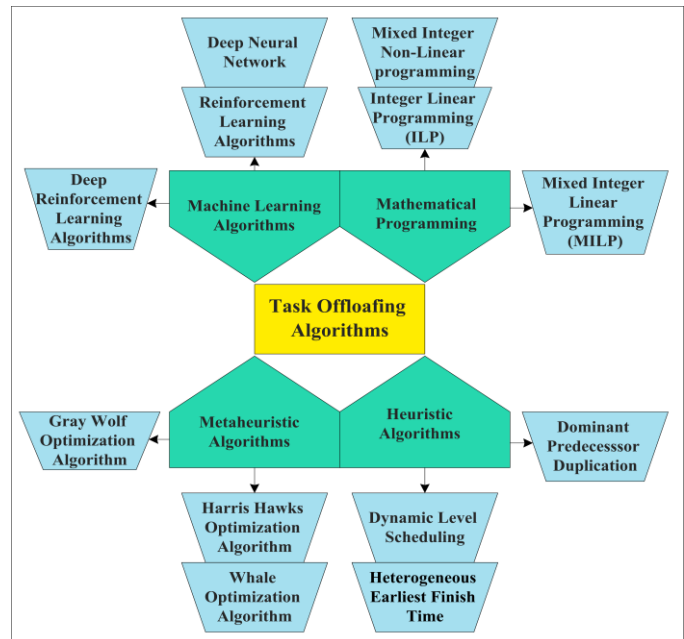 Deep Neural
Network
Reinforcement
Learning
Algorithms
Mixed Integer
Non-Linear
programming
Integer Linear
Programming
(ILP)
Deep
Reinforcement
Learning
Algorithms
Machine Learning
Algorithms
Mathematical
Programming
Mixed Integer
Linear
Programming
(MILP)
Task Offloafing
Algorithms
Gray Wolf
Optimization
Algorithm
Metaheuristic
Algorithms
Heuristic
Algorithms
Dominant
Predecesssor
Duplication
Harris Hawks
Optimization
Algorithm
Whale
Optimization
Algorithm
Dynamic Level
Scheduling
Heterogeneous
Earliest Finish
Time